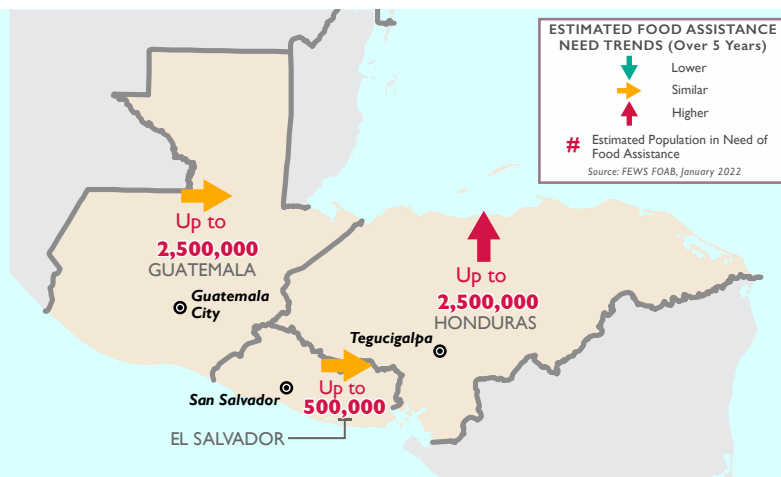 ESTIMATED FOOD ASSISTANCE
NEED TRENDS (Over 5 Years)
Lower
Similar
Higher
# Estimated Population in Need of
Food Assistance
Source: FEWS FOAB, January 2022
Up to
2,500,000
GUATEMALA
Guatemala
City
Up to
2,500,000
HONDURAS
Tegucigalpa
San Salvador
Up to
500,000
EL SALVADOR